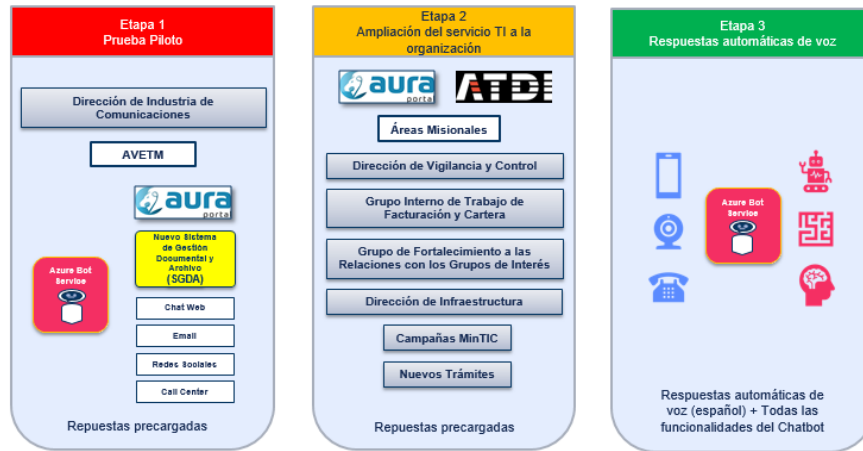 Etapa 1
Prueba Piloto
Dirección de Industria de
Comunicaciones
AVETM
aura
portal
Nuevo Sistema
de Gestión
Documental y
Archivo
(SGDA)
Azure Bot
Service
Chat Web
Email
Redes Sociales
Call Center
Repuestas precargadas
Etapa 2
Ampliación del servicio TI a la
organización
aura
portal
ATDI
Áreas Misionales
Dirección de Vigilancia y Control
Grupo Interno de Trabajo de
Facturación y Cartera
Grupo de Fortalecimiento a las
Relaciones con los Grupos de Interés
Dirección de Infraestructura
Campañas MinTIC
Nuevos Trámites
Repuestas precargadas
Etapa 3
Respuestas automáticas de voz
Azure Bot
Service
Respuestas automáticas de
voz (español) + Todas las
funcionalidades del Chatbot